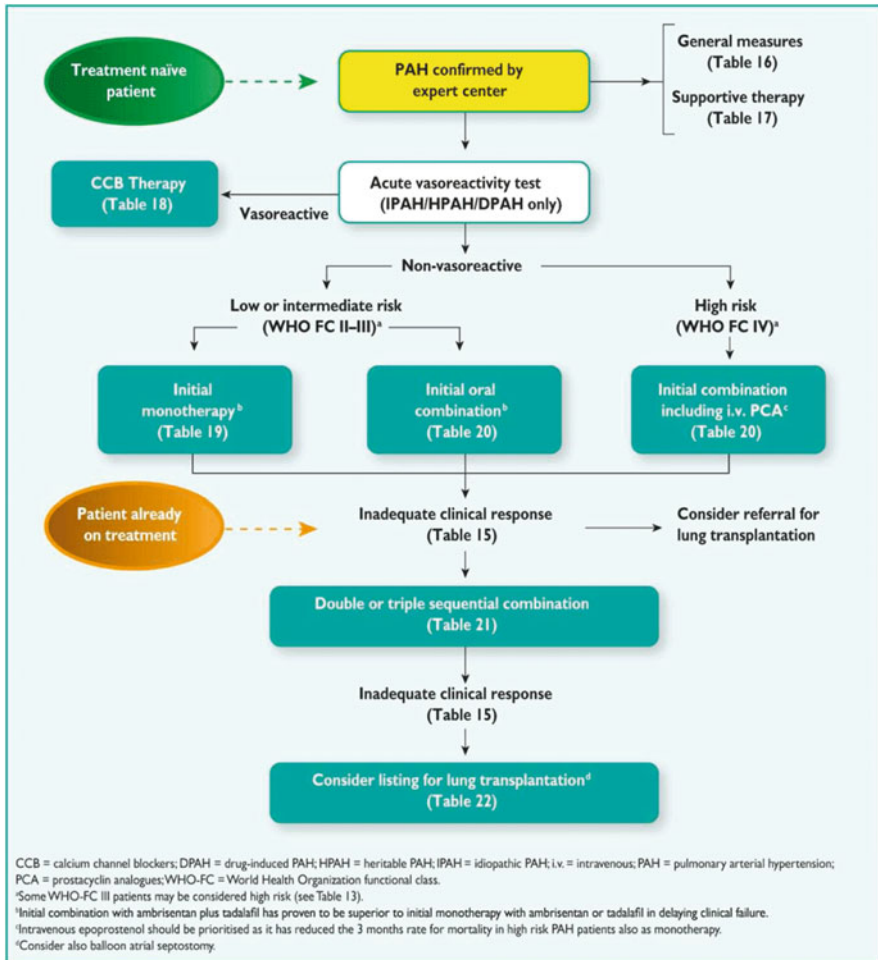 Treatment naïve
patient
PAH confirmed by
expert center
General measures
(Table 16)
Supportive therapy
(Table 17)
CCB Therapy
(Table 18)
Vasoreactive
Acute vasoreactivity test
(IPAH/HPAH/DPAH only)
Non-vasoreactive
Low or intermediate risk
(WHO FC II–III)ᵃ
High risk
(WHO FC IV)ᵃ
Initial
monotherapyᵇ
(Table 19)
Initial oral
combinationᵇ
(Table 20)
Initial combination
including i.v. PCAᶜ
(Table 20)
Patient already
on treatment
Inadequate clinical response
(Table 15)
Consider referral for
lung transplantation
Double or triple sequential combination
(Table 21)
Inadequate clinical response
(Table 15)
Consider listing for lung transplantationᵈ
(Table 22)
CCB = calcium channel blockers; DPAH = drug-induced PAH; HPAH = heritable PAH; IPAH = idiopathic PAH; i.v. = intravenous; PAH = pulmonary arterial hypertension;
PCA = prostacyclin analogues; WHO-FC = World Health Organization functional class.
ᵃSome WHO-FC III patients may be considered high risk (see Table 13).
ᵇInitial combination with ambrisentan plus tadalafil has proven to be superior to initial monotherapy with ambrisentan or tadalafil in delaying clinical failure.
ᶜIntravenous epoprostenol should be prioritised as it has reduced the 3 months rate for mortality in high risk PAH patients also as monotherapy.
ᵈConsider also balloon atrial septostomy.